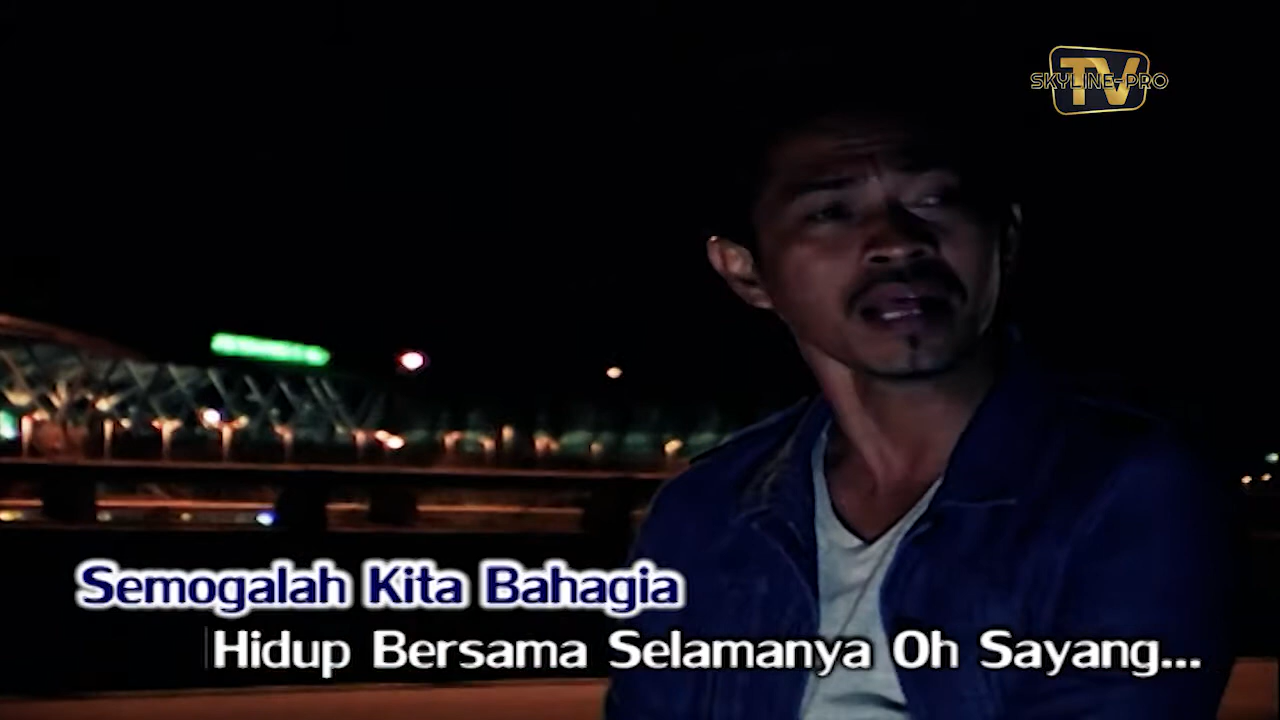 TV
SKYLINE-PRO
Semogalah Kita Bahagia
Hidup Bersama Selamanya Oh Sayang...